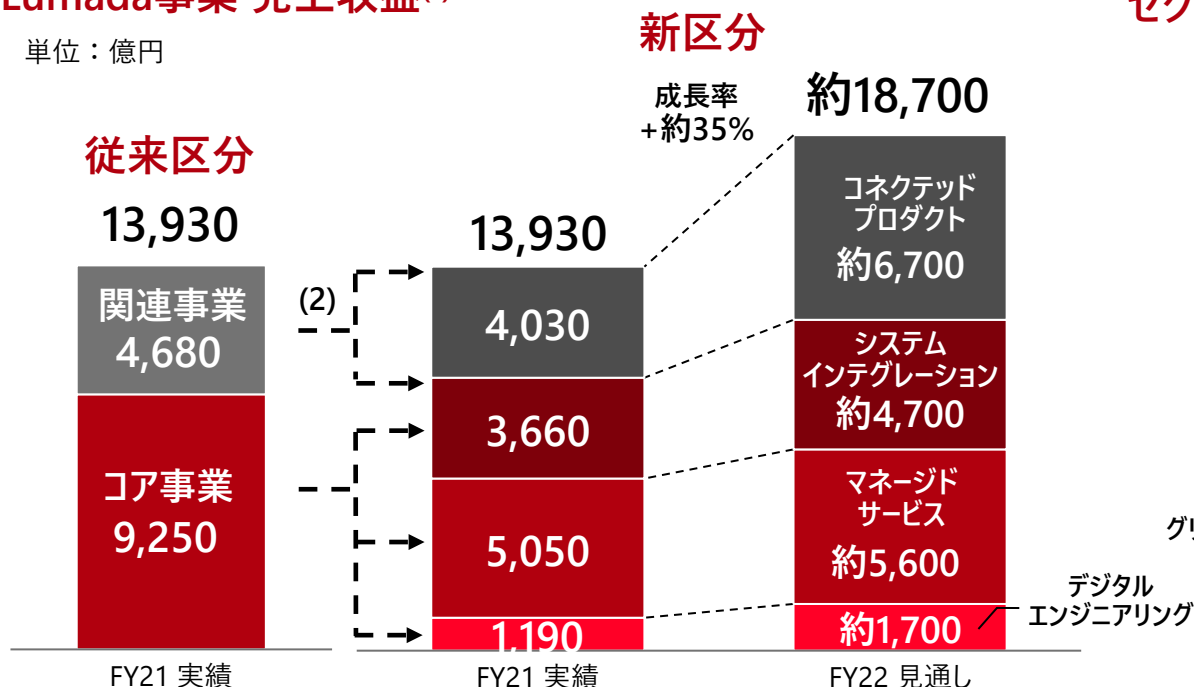 単位：億円
従来区分
13,930
関連事業
4,680
コア事業
9,250
FY21 実績
(2)
新区分
成長率
+約35%
13,930
4,030
3,660
5,050
1,190
FY21 実績
約18,700
コネクテッド
プロダクト
約6,700
システム
インテグレーション
約4,700
マネージド
サービス
約5,600
約1,700
デジタル
エンジニアリング
FY22 見通し